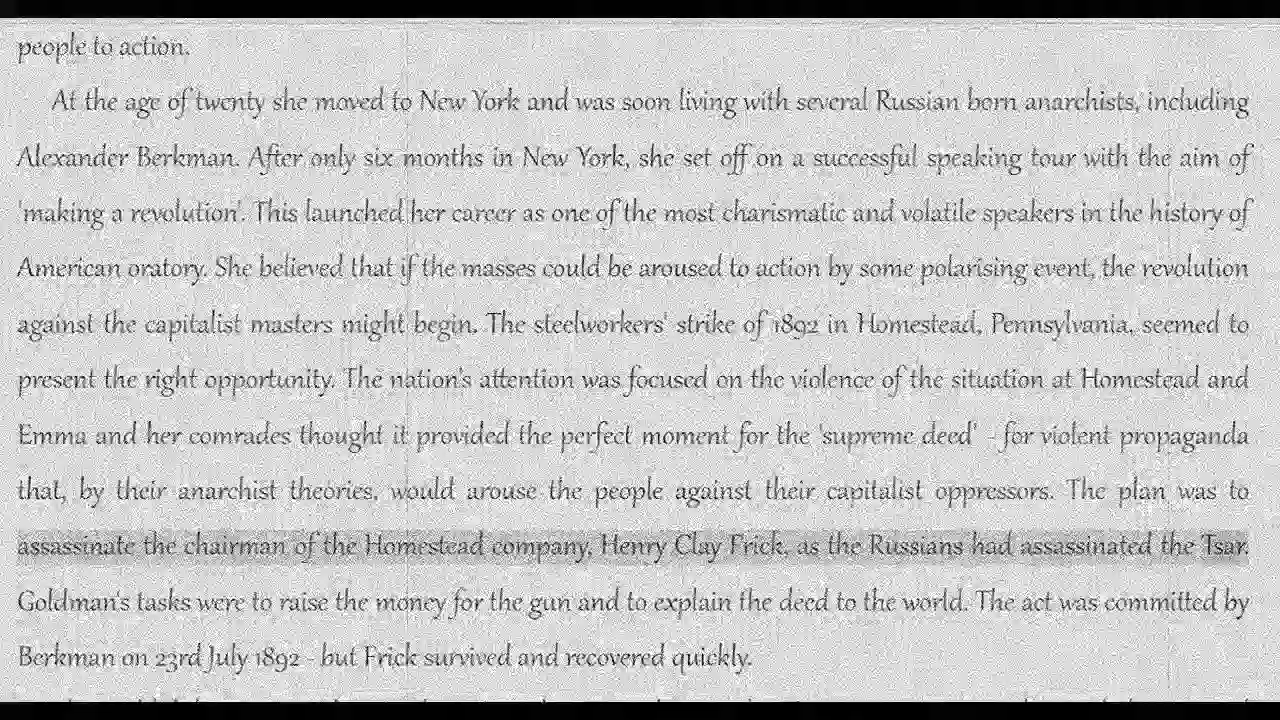 people to action.
At the age of twenty she moved to New York and was soon living with several Russian born anarchists, including
Alexander Berkman. After only six months in New York, she set off on a successful speaking tour with the aim of
'making a revolution'. This launched her career as one of the most charismatic and volatile speakers in the history of
American oratory. She believed that if the masses could be aroused to action by some polarising event, the revolution
against the capitalist masters might begin. The steelworkers' strike of 1892 in Homestead, Pennsylvania, seemed to
present the right opportunity. The nation's attention was focused on the violence of the situation at Homestead and
Emma and her comrades thought it provided the perfect moment for the 'supreme deed' - for violent propaganda
that, by their anarchist theories, would arouse the people against their capitalist oppressors. The plan was to
assassinate the chairman of the Homestead company, Henry Clay Frick, as the Russians had assassinated the Tsar.
Goldman's tasks were to raise the money for the gun and to explain the deed to the world. The act was committed by
Berkman on 23rd July 1892 - but Frick survived and recovered quickly.